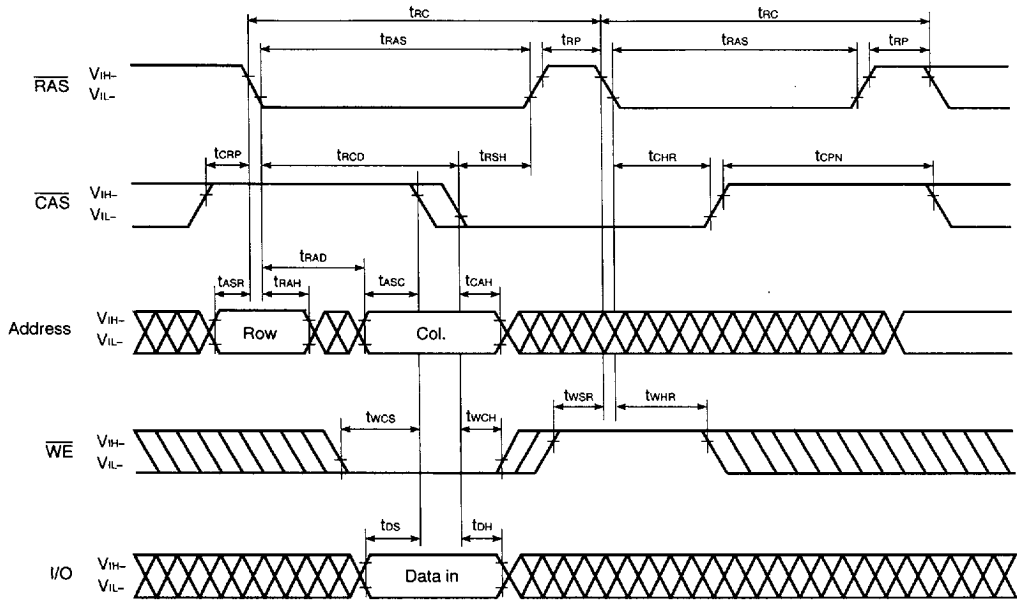 tRC tRC
tRAS tRP tRAS tRP
RAS VIH–
VIL–
tCRP tRCD tRSH tCHR tCPN
CAS VIH–
VIL–
tRAD
tASR tRAH tASC tCAH
Address VIH– Row Col.
VIL–
tWSR tWHR
tWCS tWCH
WE VIH–
VIL–
tDS tDH
I/O VIH– Data in
VIL–